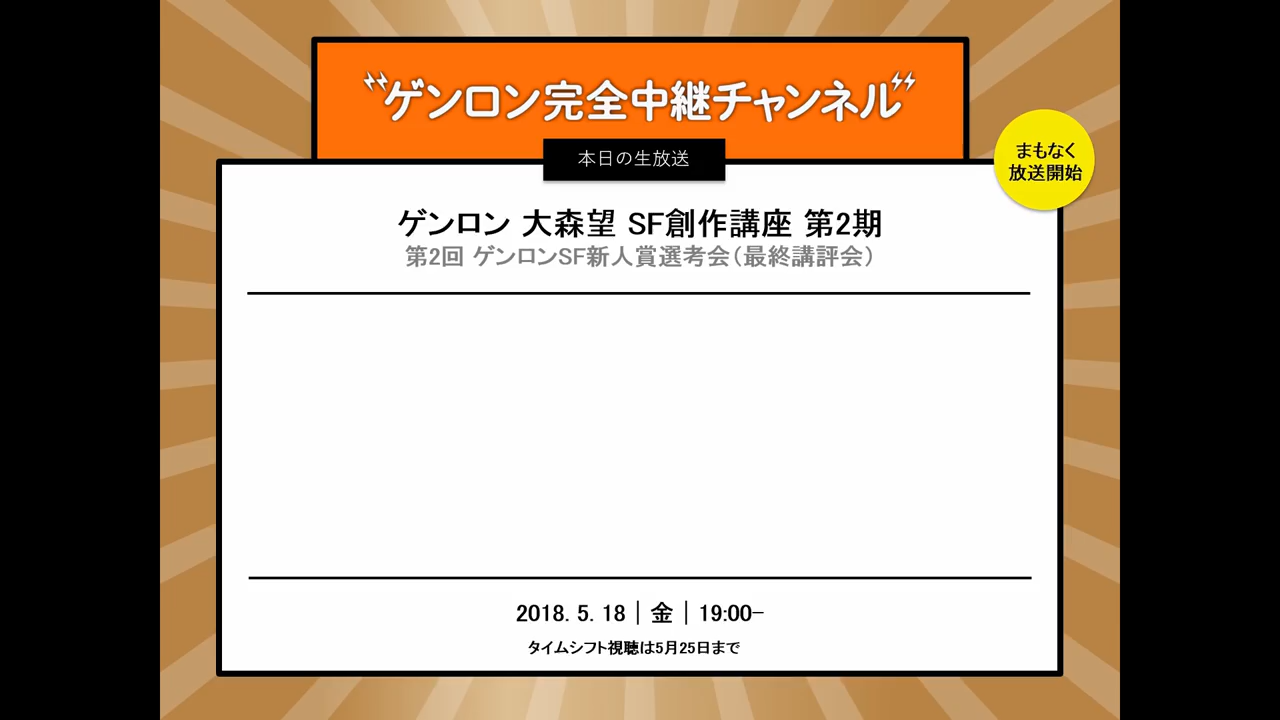 ゲンロン完全中継チャンネル
本日の生放送
まもなく
放送開始
ゲンロン 大森望 SF創作講座 第2期
第2回 ゲンロンSF新人賞選考会(最終講評会)
2018. 5. 18｜金｜19:00-
タイムシフト視聴は5月25日まで